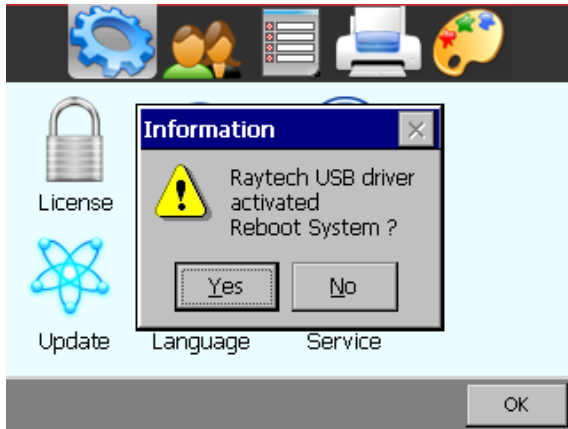 Information
Raytech USB driver
activated
Reboot System ?
Yes No
License
Update Language Service
OK